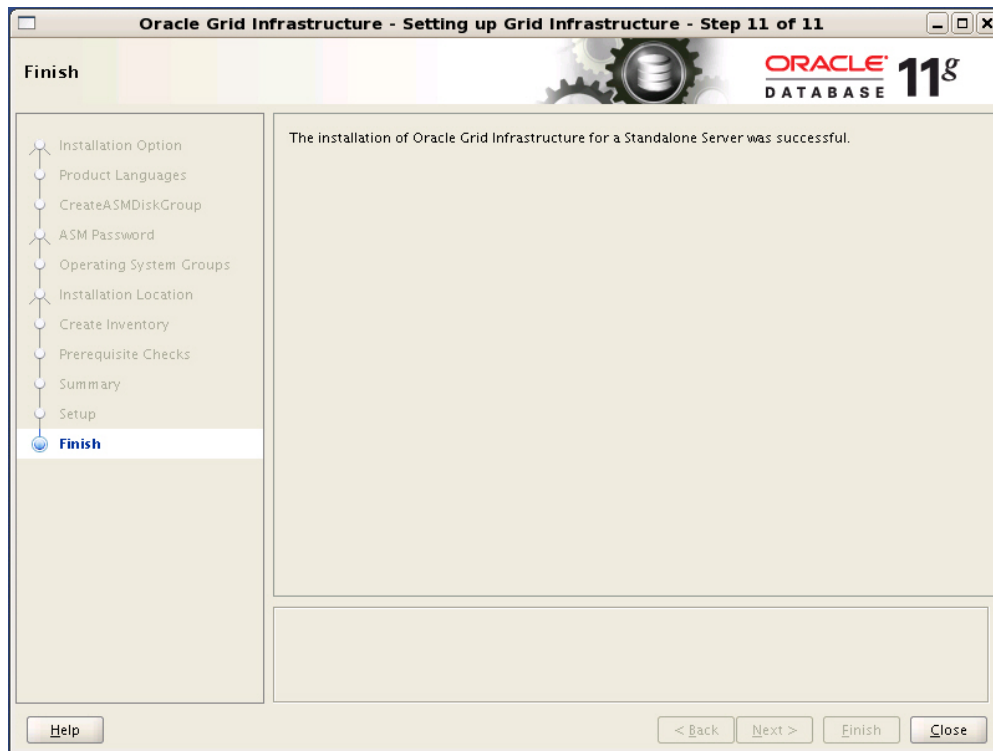 Oracle Grid Infrastructure - Setting up Grid Infrastructure - Step 11 of 11
Finish
ORACLE
DATABASE
11g
Installation Option
Product Languages
CreateASMDiskGroup
ASM Password
Operating System Groups
Installation Location
Create Inventory
Prerequisite Checks
Summary
Setup
Finish
The installation of Oracle Grid Infrastructure for a Standalone Server was successful.
Help
< Back
Next >
Finish
Close